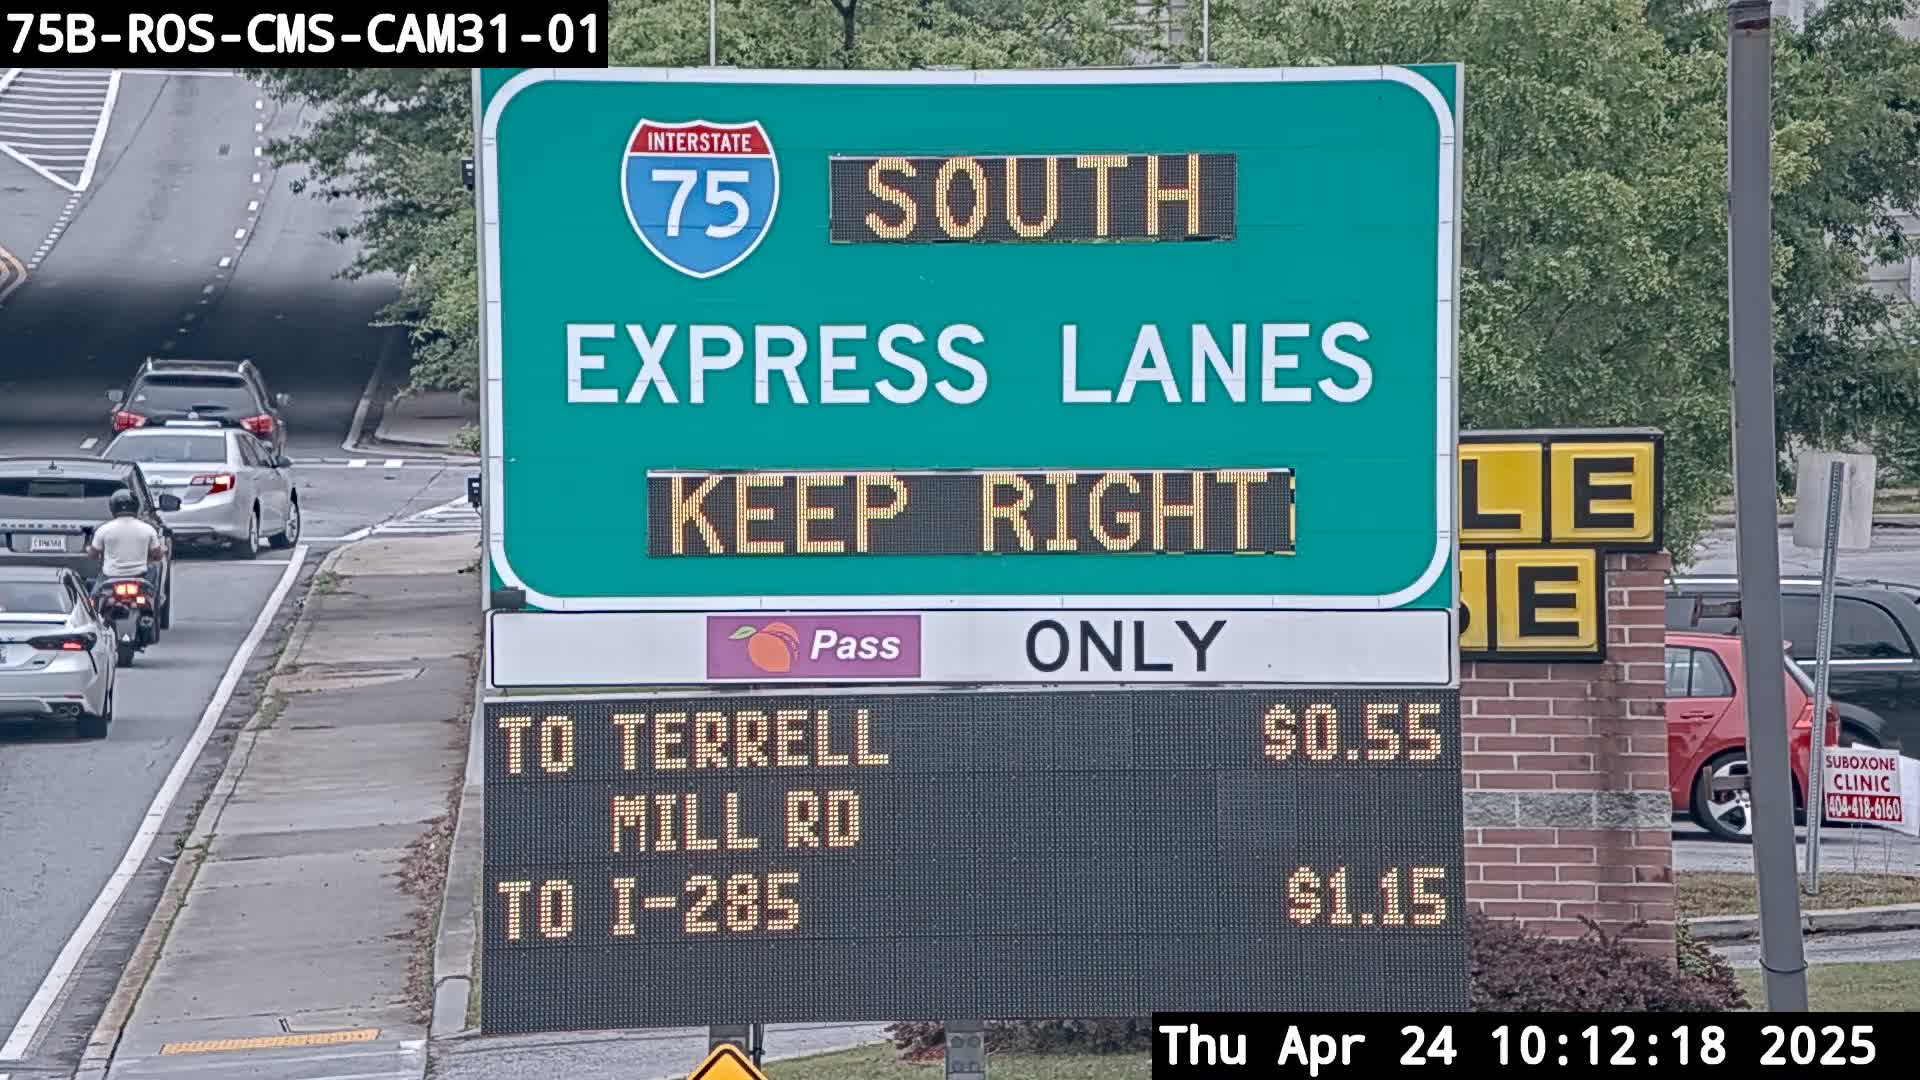 75B-ROS-CMS-CAM31-01
INTERSTATE
75
SOUTH
EXPRESS LANES
KEEP RIGHT
Pass ONLY
TO TERRELL $0.55
MILL RD
TO I-285 $1.15
LE
E
SUBOXONE
CLINIC
404-418-6160
Thu Apr 24 10:12:18 2025